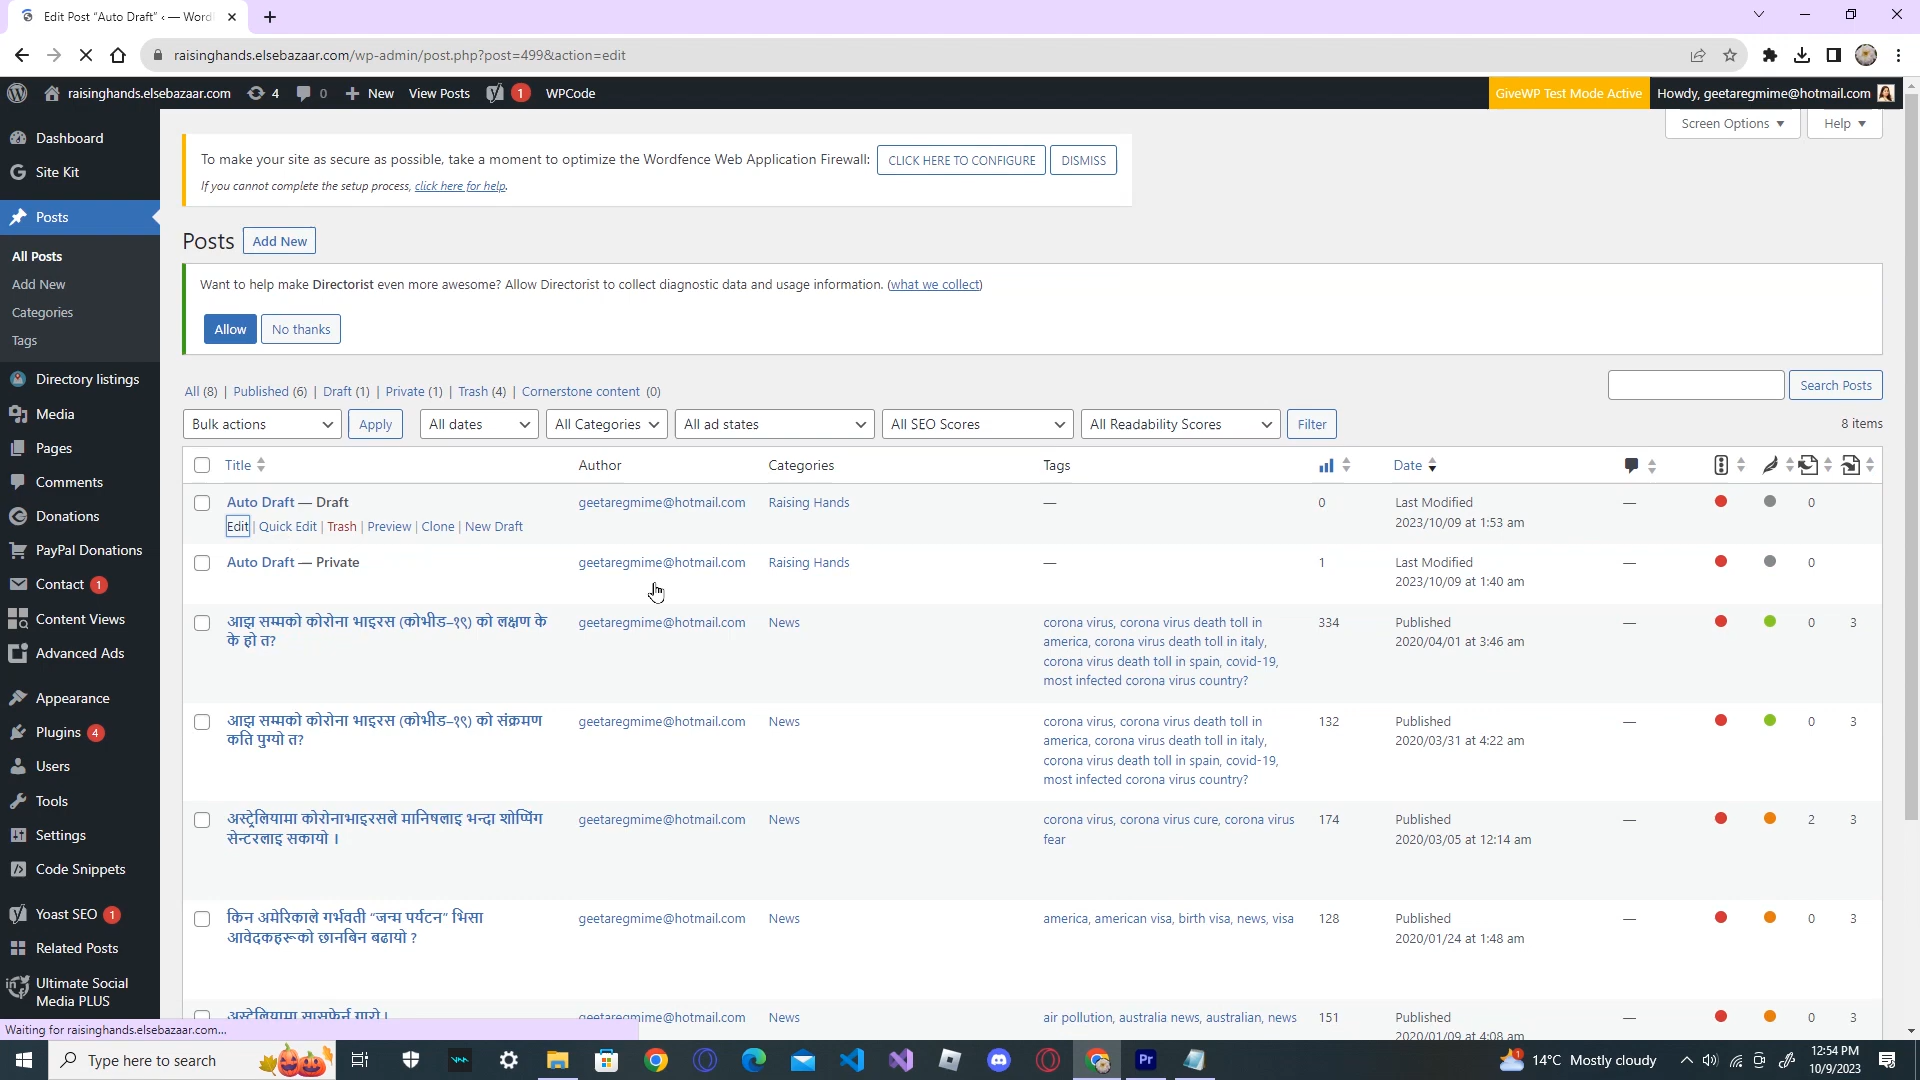 Edit Post "Auto Draft" ‹ — Word
raisinghands.elsebazaar.com/wp-admin/post.php?post=499&action=edit
raisinghands.elsebazaar.com
4
0
New
View Posts
1
WPCode
GiveWP Test Mode Active
Howdy, geetaregmime@hotmail.com
Dashboard
Site Kit
Posts
All Posts
Add New
Categories
Tags
Directory listings
Media
Pages
Comments
Donations
PayPal Donations
Contact 1
Content Views
Advanced Ads
Appearance
Plugins 4
Users
Tools
Settings
Code Snippets
Yoast SEO 1
Related Posts
Ultimate Social
Media PLUS
Screen Options
Help
To make your site as secure as possible, take a moment to optimize the Wordfence Web Application Firewall: CLICK HERE TO CONFIGURE DISMISS
If you cannot complete the setup process, click here for help.
Posts Add New
Want to help make Directorist even more awesome? Allow Directorist to collect diagnostic data and usage information. (what we collect)
Allow No thanks
All (8) | Published (6) | Draft (1) | Private (1) | Trash (4) | Cornerstone content (0)
Search Posts
Bulk actions Apply All dates All Categories All ad states All SEO Scores All Readability Scores Filter 8 items
Title Author Categories Tags Date
Auto Draft — Draft geetaregmime@hotmail.com Raising Hands — 0 Last Modified — 0
Edit | Quick Edit | Trash | Preview | Clone | New Draft 2023/10/09 at 1:53 am
Auto Draft — Private geetaregmime@hotmail.com Raising Hands — 1 Last Modified — 0
2023/10/09 at 1:40 am
आझ सम्मको कोरोना भाइरस (कोभीड–१९) को लक्षण के geetaregmime@hotmail.com News corona virus, corona virus death toll in 334 Published — 0 3
के हो त? america, corona virus death toll in italy, 2020/04/01 at 3:46 am
corona virus death toll in spain, covid-19,
most infected corona virus country?
आझ सम्मको कोरोना भाइरस (कोभीड–१९) को संक्रमण geetaregmime@hotmail.com News corona virus, corona virus death toll in 132 Published — 0 3
कति पुग्यो त? america, corona virus death toll in italy, 2020/03/31 at 4:22 am
corona virus death toll in spain, covid-19,
most infected corona virus country?
अस्ट्रेलियामा कोरोनाभाइरसले मानिषलाइ भन्दा शोप्पिंग geetaregmime@hotmail.com News corona virus, corona virus cure, corona virus 174 Published — 2 3
सेन्टरलाइ सकायो । fear 2020/03/05 at 12:14 am
किन अमेरिकाले गर्भवती "जन्म पर्यटन" भिसा geetaregmime@hotmail.com News america, american visa, birth visa, news, visa 128 Published — 0 3
आवेदकहरूको छानबिन बढायो ? 2020/01/24 at 1:48 am
geetaregmime@hotmail.com News air pollution, australia news, australian, news 151 Published — 0 3
2020/01/09 at 4:08 am
Waiting for raisinghands.elsebazaar.com...
Type here to search
Pr
1
14°C Mostly cloudy
12:54 PM
10/9/2023